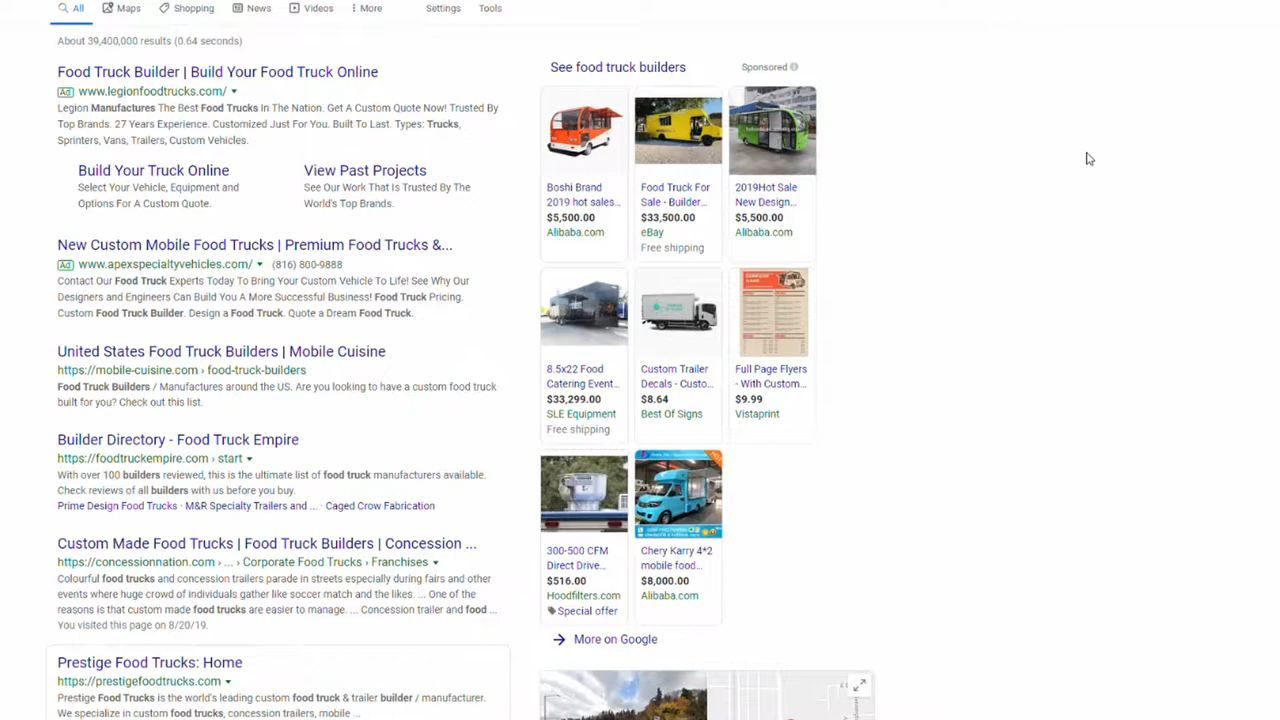 All Maps Shopping News Videos More Settings Tools
About 39,400,000 results (0.64 seconds)
Food Truck Builder | Build Your Food Truck Online
Ad www.legionfoodtrucks.com/
Legion Manufactures The Best Food Trucks In The Nation. Get A Custom Quote Now! Trusted By
Top Brands. 27 Years Experience. Customized Just For You. Built To Last. Types: Trucks,
Sprinters, Vans, Trailers, Custom Vehicles.
Build Your Truck Online
Select Your Vehicle, Equipment and
Options For A Custom Quote.
View Past Projects
See Our Work That Is Trusted By The
World's Top Brands.
New Custom Mobile Food Trucks | Premium Food Trucks &...
Ad www.apexspecialtyvehicles.com/ (816) 800-9888
Contact Our Food Truck Experts Today To Bring Your Custom Vehicle To Life! See Why Our
Designers and Engineers Can Build You A More Successful Business! Food Truck Pricing.
Custom Food Truck Builder. Design a Food Truck. Quote a Dream Food Truck.
United States Food Truck Builders | Mobile Cuisine
https://mobile-cuisine.com › food-truck-builders
Food Truck Builders / Manufactures around the US. Are you looking to have a custom food truck
built for you? Check out this list.
Builder Directory - Food Truck Empire
https://foodtruckempire.com › start
With over 100 builders reviewed, this is the ultimate list of food truck manufacturers available.
Check reviews of all builders with us before you buy.
Prime Design Food Trucks · M&R Specialty Trailers and ... · Caged Crow Fabrication
Custom Made Food Trucks | Food Truck Builders | Concession ...
https://concessionnation.com › ... › Corporate Food Trucks › Franchises
Colourful food trucks and concession trailers parade in streets especially during fairs and other
events where huge crowd of individuals gather like soccer match and the likes. ... One of the
reasons is that custom made food trucks are easier to manage. ... Concession trailer and food ...
You visited this page on 8/20/19.
Prestige Food Trucks: Home
https://prestigefoodtrucks.com
Prestige Food Trucks is the world's leading custom food truck & trailer builder / manufacturer.
We specialize in custom food trucks, concession trailers, mobile ...
See food truck builders
Sponsored
Boshi Brand
2019 hot sales...
$5,500.00
Alibaba.com
Food Truck For
Sale - Builder...
$33,500.00
eBay
Free shipping
2019Hot Sale
New Design...
$5,500.00
Alibaba.com
8.5x22 Food
Catering Event...
$33,299.00
SLE Equipment
Free shipping
Custom Trailer
Decals - Custo...
$8.64
Best Of Signs
Full Page Flyers
- With Custom...
$9.99
Vistaprint
300-500 CFM
Direct Drive...
$516.00
Hoodfilters.com
Special offer
Chery Karry 4*2
mobile food...
$8,000.00
Alibaba.com
More on Google